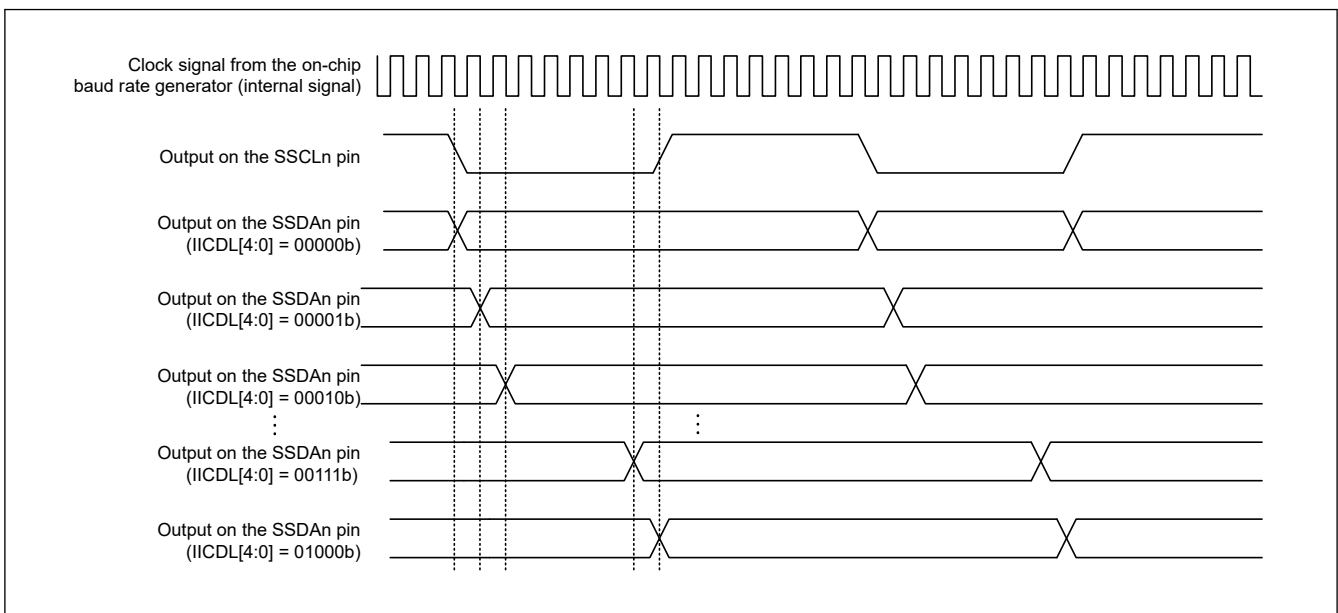 Clock signal from the on-chip
baud rate generator (internal signal)
Output on the SSCLn pin
Output on the SSDAn pin
(IICDL[4:0] = 00000b)
Output on the SSDAn pin
(IICDL[4:0] = 00001b)
Output on the SSDAn pin
(IICDL[4:0] = 00010b)
Output on the SSDAn pin
(IICDL[4:0] = 00111b)
Output on the SSDAn pin
(IICDL[4:0] = 01000b)